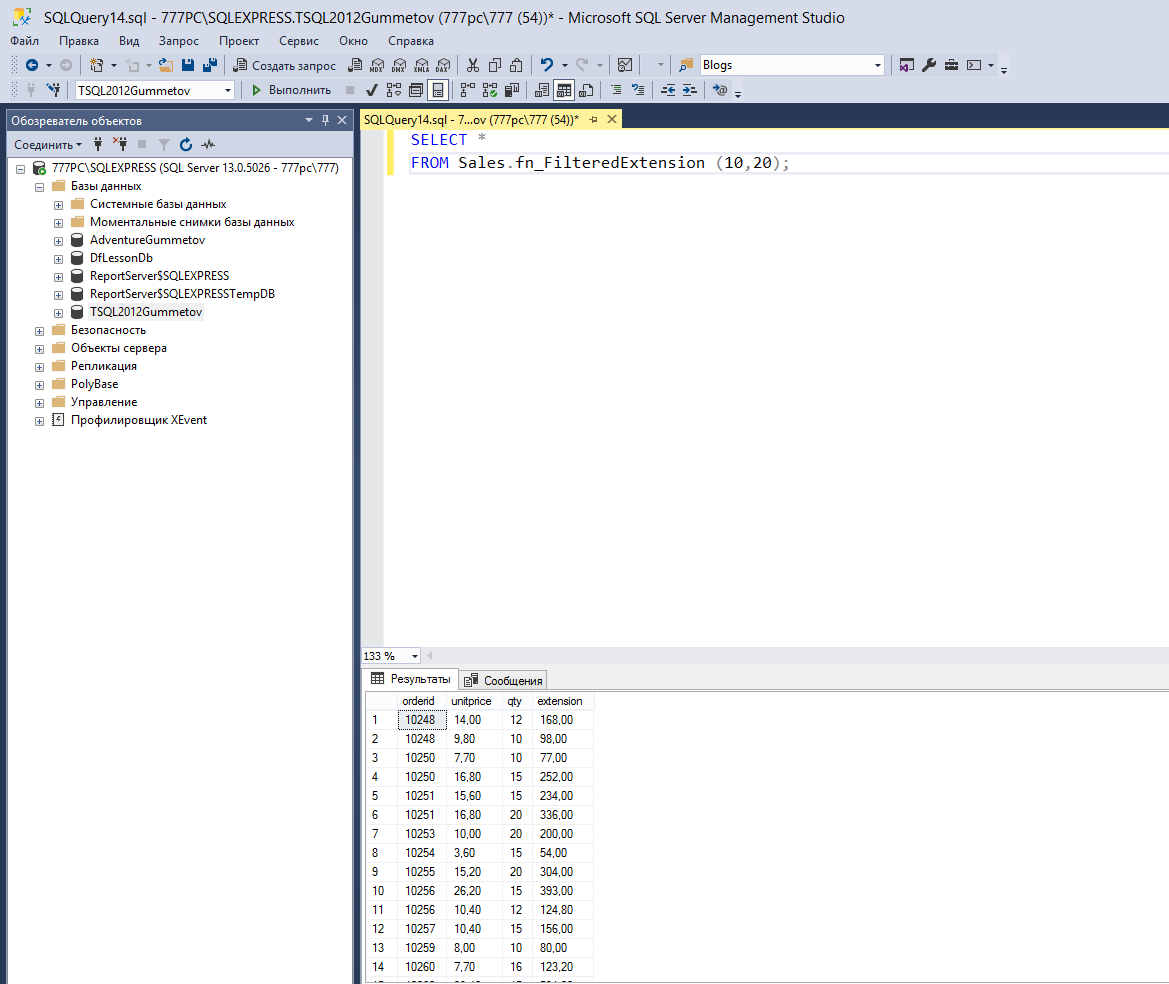 SQLQuery14.sql - 777PC\SQLEXPRESS.TSQL2012Gummetov (777pc\777 (54))* - Microsoft SQL Server Management Studio
Файл Правка Вид Запрос Проект Сервис Окно Справка
Создать запрос MDX DMX XMLA DAX Blogs
TSQL2012Gummetov Выполнить
Обозреватель объектов
Соединить
777PC\SQLEXPRESS (SQL Server 13.0.5026 - 777pc\777)
Базы данных
Системные базы данных
Моментальные снимки базы данных
AdventureGummetov
DfLessonDb
ReportServer$SQLEXPRESS
ReportServer$SQLEXPRESSTempDB
TSQL2012Gummetov
Безопасность
Объекты сервера
Репликация
PolyBase
Управление
Профилировщик XEvent
SQLQuery14.sql - 7...ov (777pc\777 (54))*
SELECT *
FROM Sales.fn_FilteredExtension (10,20);
133 %
Результаты Сообщения
orderid unitprice qty extension
1 10248 14,00 12 168,00
2 10248 9,80 10 98,00
3 10250 7,70 10 77,00
4 10250 16,80 15 252,00
5 10251 15,60 15 234,00
6 10251 16,80 20 336,00
7 10253 10,00 20 200,00
8 10254 3,60 15 54,00
9 10255 15,20 20 304,00
10 10256 26,20 15 393,00
11 10256 10,40 12 124,80
12 10257 10,40 15 156,00
13 10259 8,00 10 80,00
14 10260 7,70 16 123,20